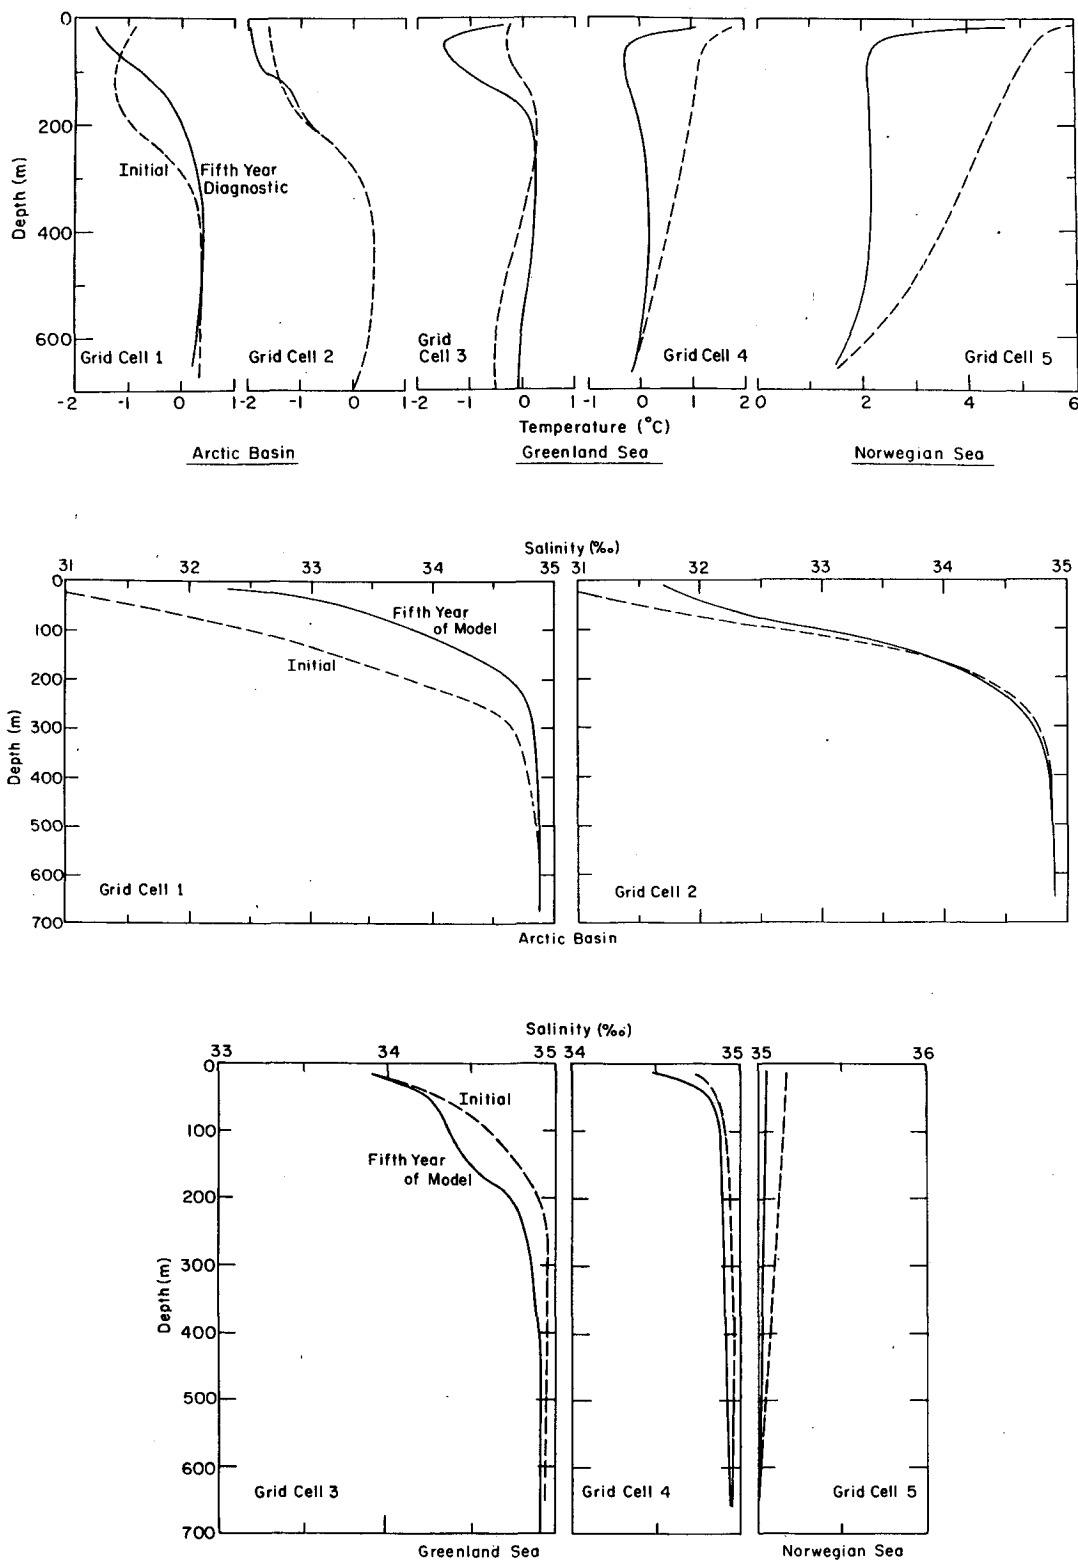 0
200
400
600
Depth (m)
Initial
Fifth Year
Diagnostic
Grid Cell 1
Grid Cell 2
Grid
Cell 3
Grid Cell 4
Grid Cell 5
-2 -1 0 1 -2 -1 0 1 -2 -1 0 1 -1 0 1 2 0 2 4 6
Temperature (°C)
Arctic Basin
Greenland Sea
Norwegian Sea
Salinity (‰)
31 32 33 34 35 31 32 33 34 35
0
100
200
300
400
500
600
700
Depth (m)
Fifth Year
of Model
Initial
Grid Cell 1
Grid Cell 2
Arctic Basin
Salinity (‰)
33 34 35 34 35 35 36
0
100
200
300
400
500
600
700
Depth (m)
Initial
Fifth Year
of Model
Grid Cell 3
Grid Cell 4
Grid Cell 5
Greenland Sea
Norwegian Sea